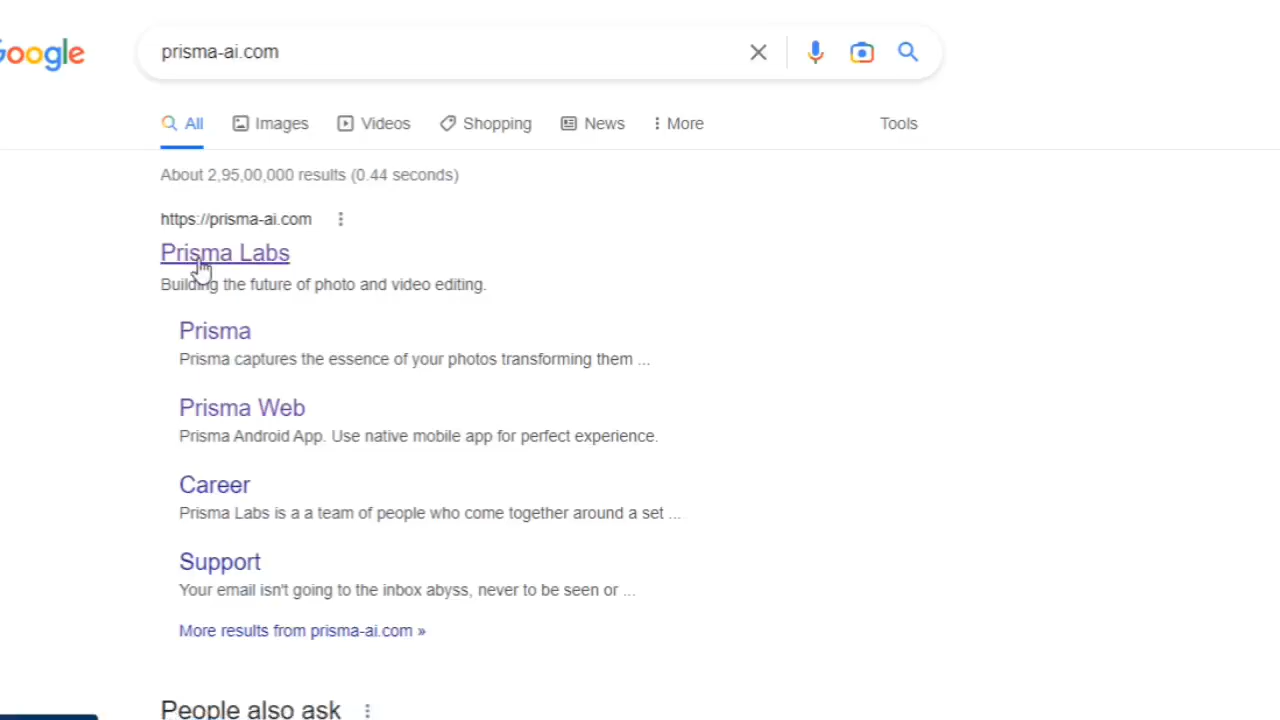 Google
prisma-ai.com
All Images Videos Shopping News More Tools
About 2,95,00,000 results (0.44 seconds)
https://prisma-ai.com
Prisma Labs
Building the future of photo and video editing.
Prisma
Prisma captures the essence of your photos transforming them ...
Prisma Web
Prisma Android App. Use native mobile app for perfect experience.
Career
Prisma Labs is a a team of people who come together around a set ...
Support
Your email isn't going to the inbox abyss, never to be seen or ...
More results from prisma-ai.com »
People also ask